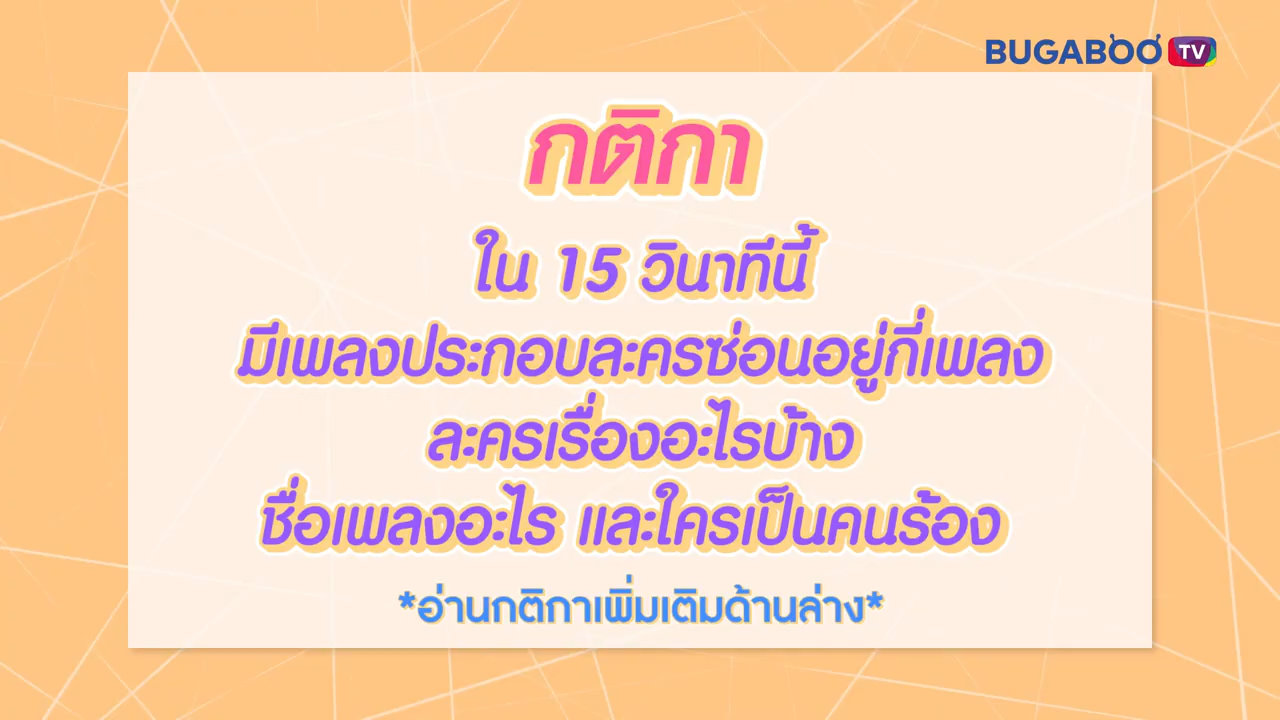 BUGABOO TV
กติกา
ใน 15 วินาทีนี้
มีเพลงประกอบละครซ่อนอยู่กี่เพลง
ละครเรื่องอะไรบ้าง
ชื่อเพลงอะไร และใครเป็นคนร้อง
*อ่านกติกาเพิ่มเติมด้านล่าง*